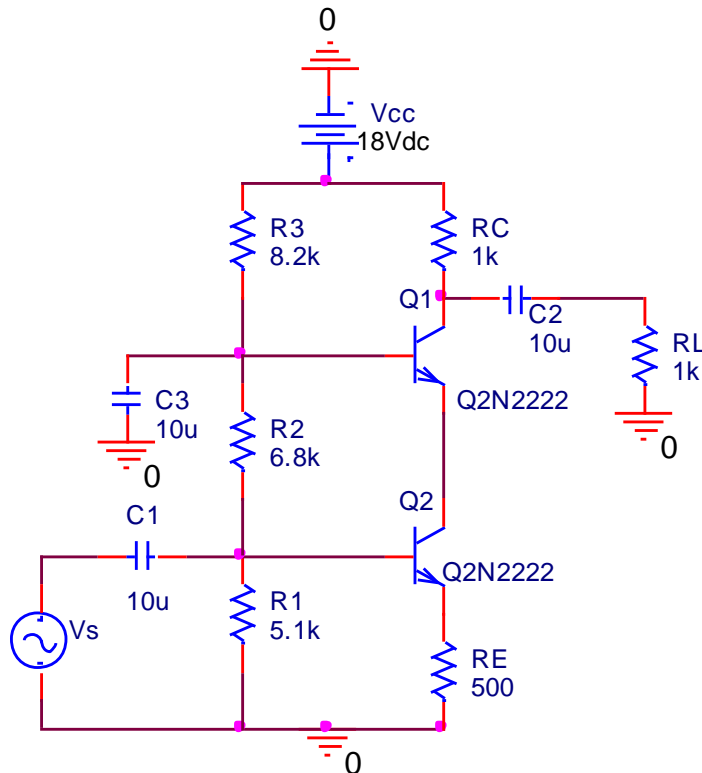 0
Vcc
18Vdc
R3
8.2k
RC
1k
Q1
C2
10u
RL
1k
Q2N2222
C3
10u
0
R2
6.8k
0
Q2
C1
10u
Q2N2222
Vs
R1
5.1k
RE
500
0